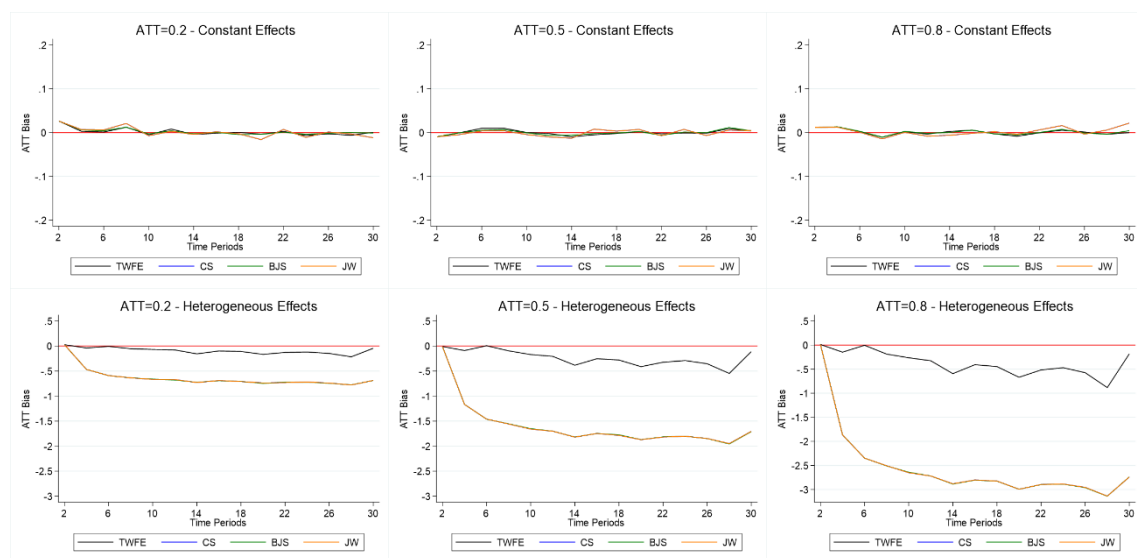 ATT=0.2 - Constant Effects
ATT Bias
.2
.1
0
-.1
-.2
2 6 10 14 18 22 26 30
Time Periods
TWFE CS BJS JW
ATT=0.5 - Constant Effects
ATT Bias
.2
.1
0
-.1
-.2
2 6 10 14 18 22 26 30
Time Periods
TWFE CS BJS JW
ATT=0.8 - Constant Effects
ATT Bias
.2
.1
0
-.1
-.2
2 6 10 14 18 22 26 30
Time Periods
TWFE CS BJS JW
ATT=0.2 - Heterogeneous Effects
ATT Bias
.5
0
-.5
-1
-1.5
-2
-2.5
-3
2 6 10 14 18 22 26 30
Time Periods
TWFE CS BJS JW
ATT=0.5 - Heterogeneous Effects
ATT Bias
.5
0
-.5
-1
-1.5
-2
-2.5
-3
2 6 10 14 18 22 26 30
Time Periods
TWFE CS BJS JW
ATT=0.8 - Heterogeneous Effects
ATT Bias
.5
0
-.5
-1
-1.5
-2
-2.5
-3
2 6 10 14 18 22 26 30
Time Periods
TWFE CS BJS JW